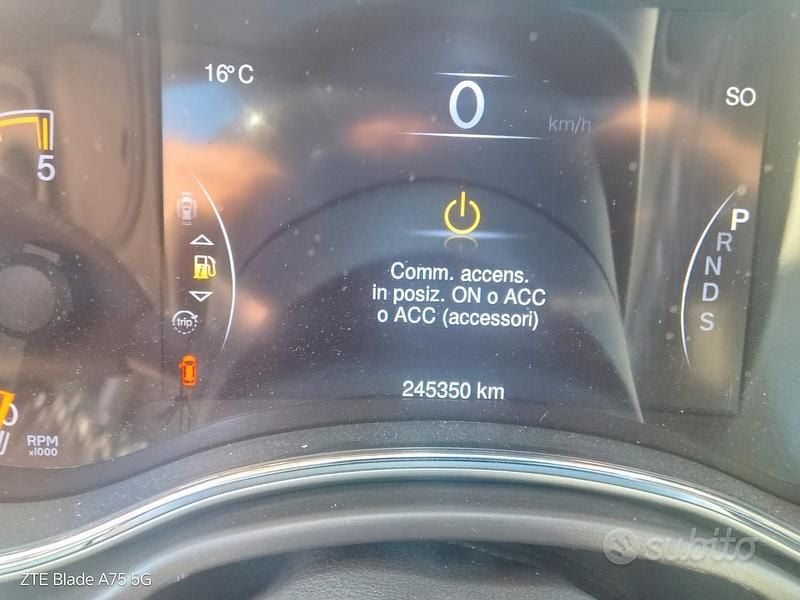 16°C
0
km/h
SO
5
P
R
N
D
S
Comm. accens.
in posiz. ON o ACC
o ACC (accessori)
trip
245350 km
0
RPM
x1000
subito
ZTE Blade A75 5G